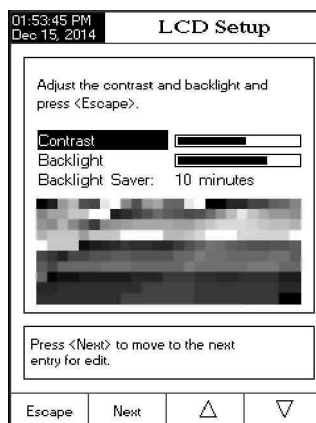 01:53:45 PM
Dec 15, 2014
LCD Setup
Adjust the contrast and backlight and
press <Escape>.
Contrast
Backlight
Backlight Saver: 10 minutes
Press <Next> to move to the next
entry for edit.
Escape
Next